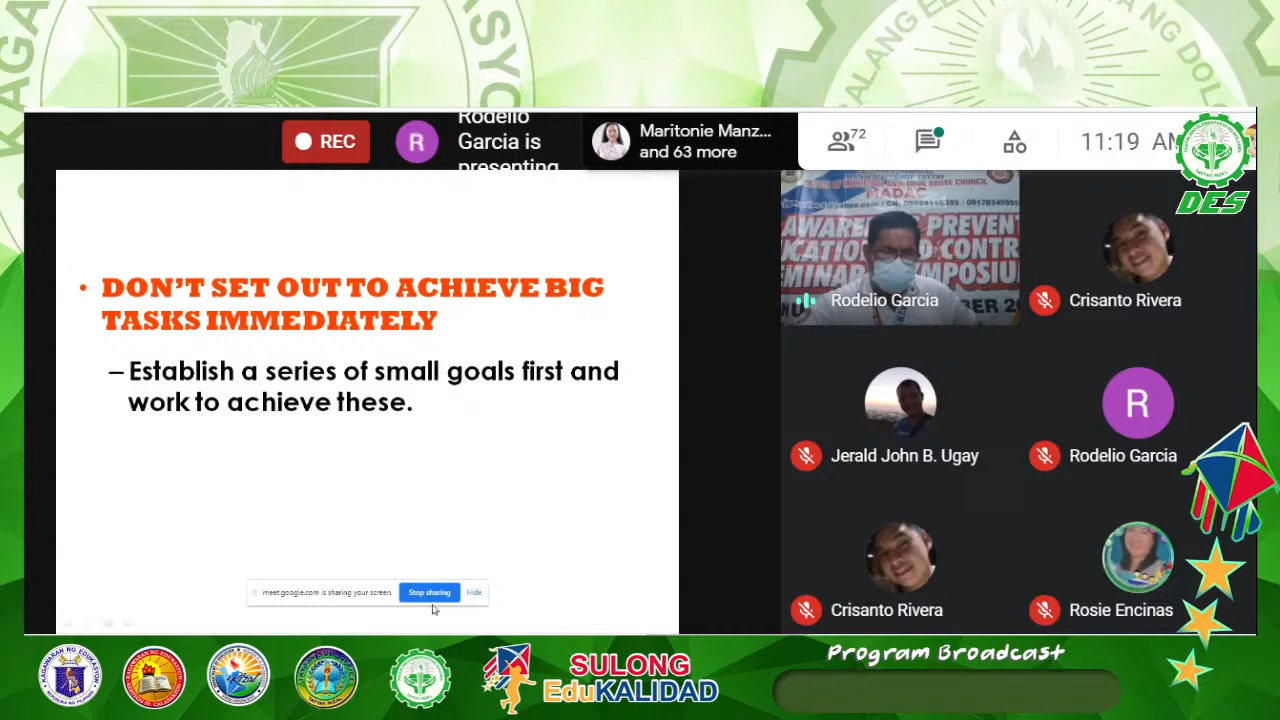 REC
Rodelio
Garcia is
presenting
Maritonie Manz...
and 63 more
72
11:19 AM
DES
• DON'T SET OUT TO ACHIEVE BIG
TASKS IMMEDIATELY
– Establish a series of small goals first and
work to achieve these.
meet.google.com is sharing your screen.
Stop sharing
Hide
MADAC
Rodelio Garcia
Crisanto Rivera
Jerald John B. Ugay
R
Rodelio Garcia
Crisanto Rivera
Rosie Encinas
SULONG
EduKALIDAD
Program Broadcast